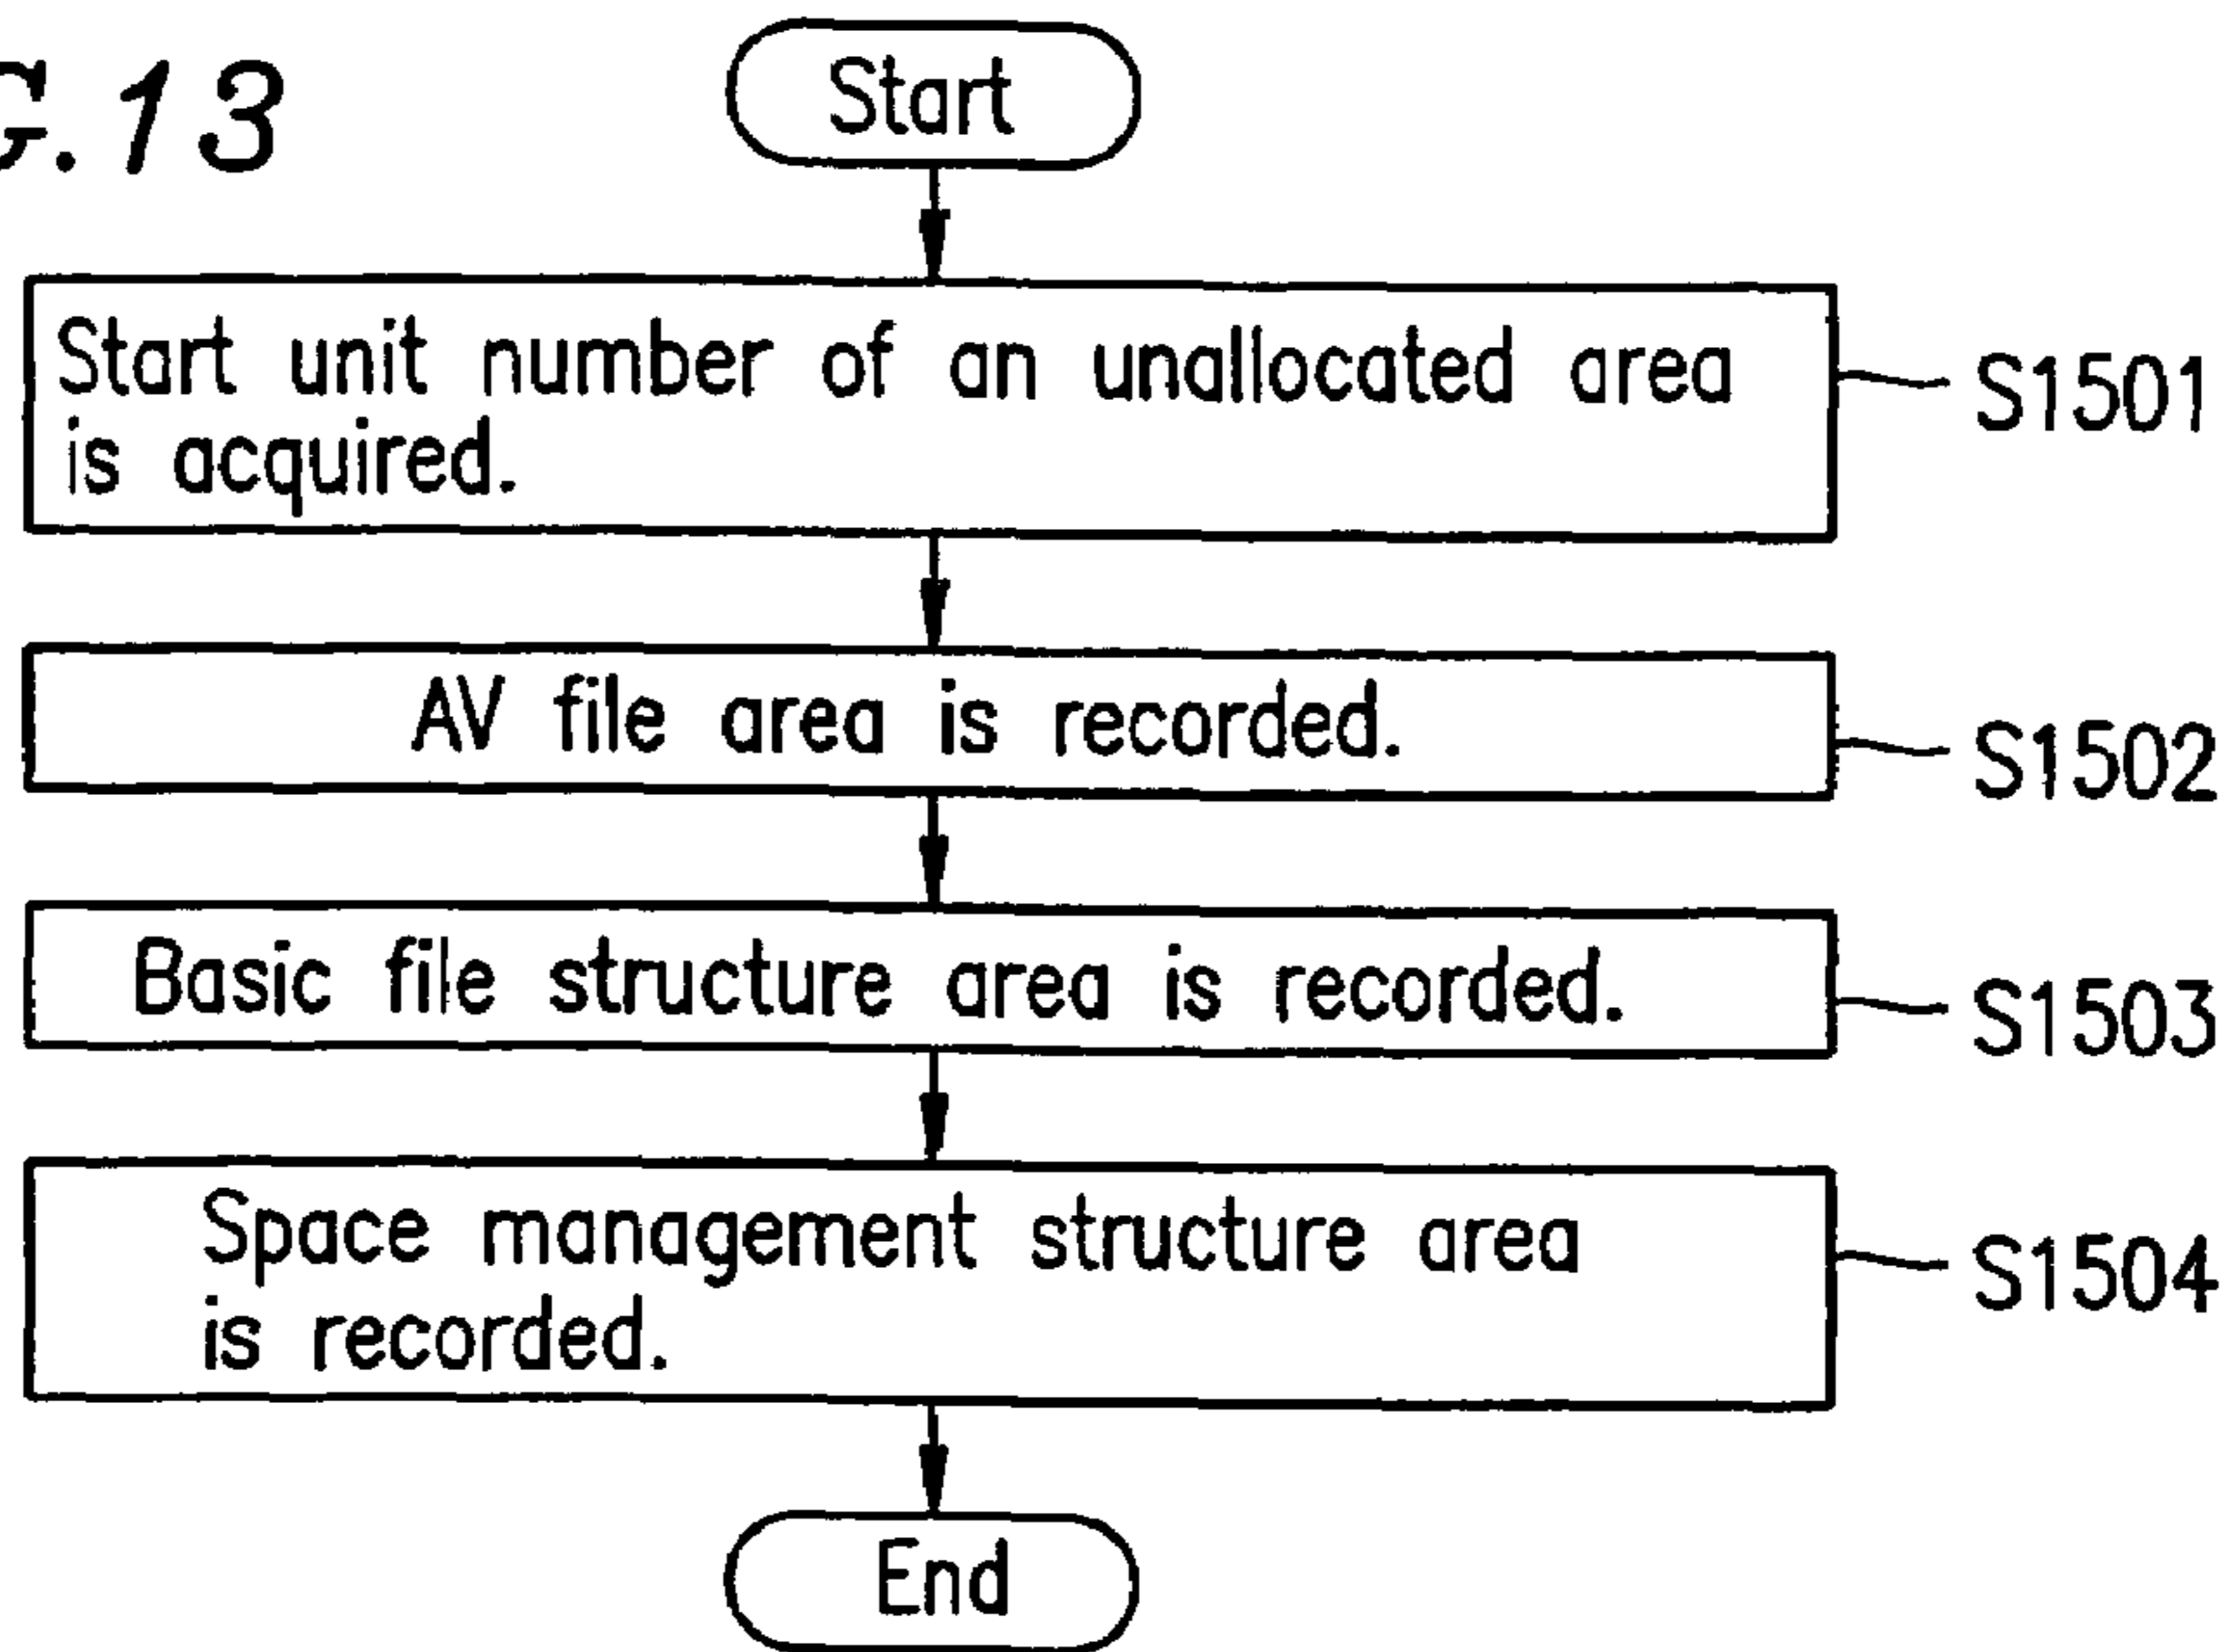 G.13
Start
Start unit number of an unallocated area
is acquired.
S1501
AV file area is recorded.
S1502
Basic file structure area is recorded.
S1503
Space management structure area
is recorded.
S1504
End